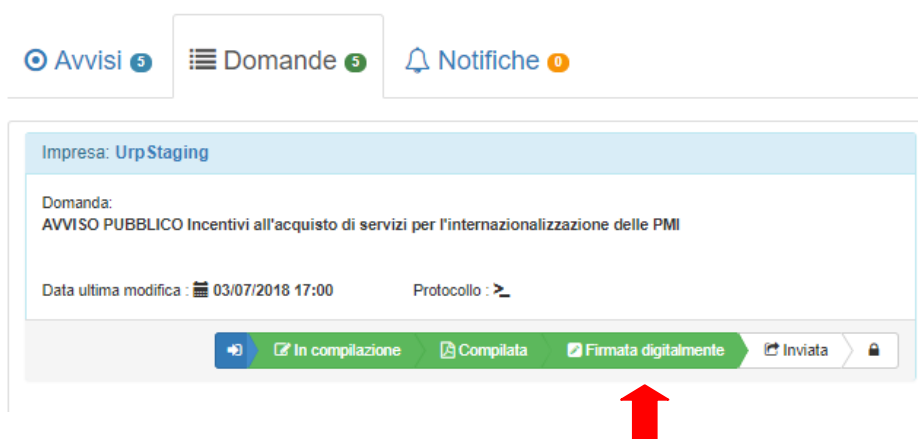 Avvisi 5 Domande 5 Notifiche 0
Impresa: UrpStaging
Domanda:
AVVISO PUBBLICO Incentivi all'acquisto di servizi per l'internazionalizzazione delle PMI
Data ultima modifica : 03/07/2018 17:00 Protocollo :
In compilazione Compilata Firmata digitalmente Inviata